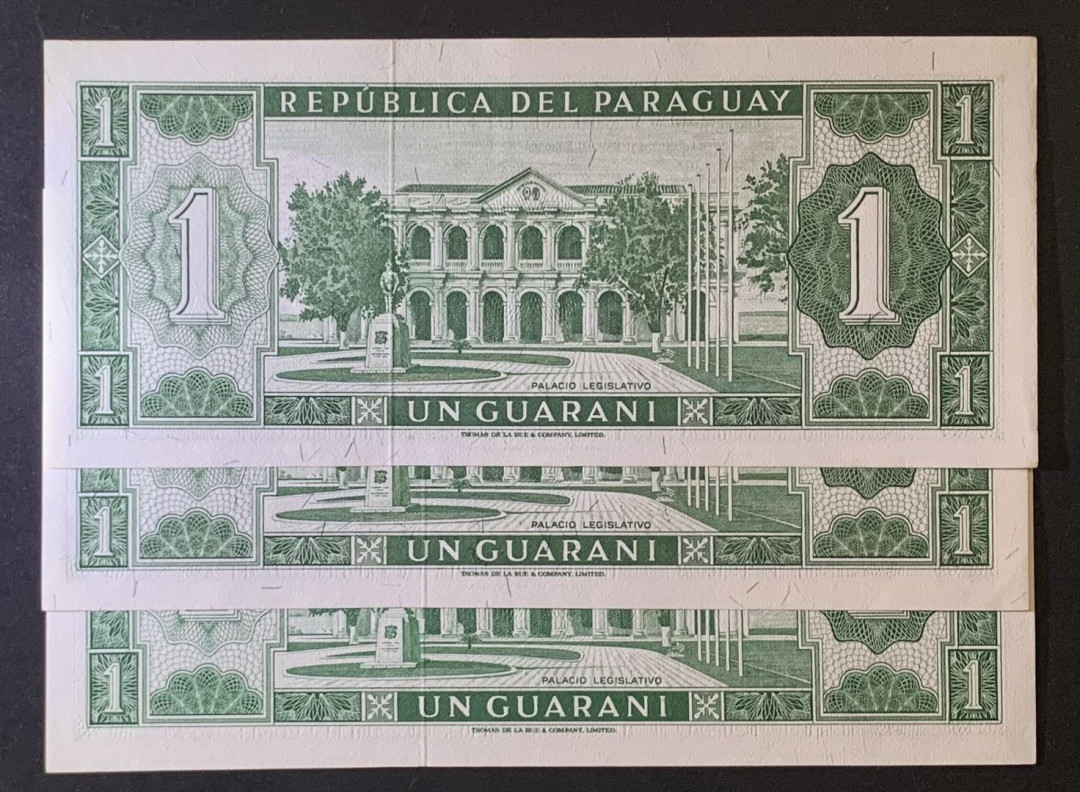 1 REPÚBLICA DEL PARAGUAY 1
1 1
PALACIO LEGISLATIVO
1 UN GUARANI 1
THOMAS DE LA RUE & COMPANY, LIMITED.
PALACIO LEGISLATIVO
1 UN GUARANI 1
THOMAS DE LA RUE & COMPANY, LIMITED.
PALACIO LEGISLATIVO
1 UN GUARANI 1
THOMAS DE LA RUE & COMPANY, LIMITED.